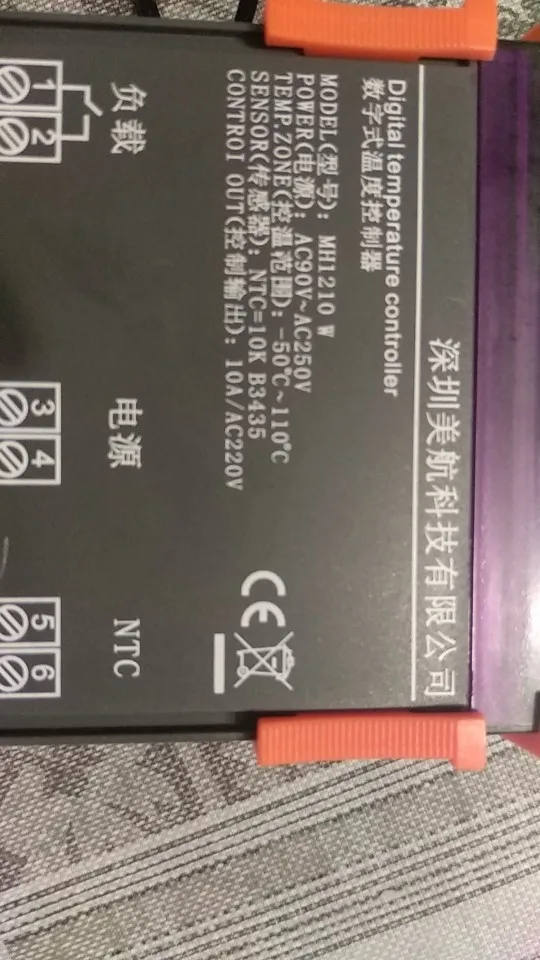 深圳美航科技有限公司
Digital temperature controller
数字式温度控制器
MODEL(型号): MH1210 W
POWER(电源): AC90V~AC250V
TEMP.ZONE(控温范围): -50℃~110℃
SENSOR(传感器): NTC=10K B3435
CONTROI OUT(控制输出): 10A/AC220V
CE
负载
电源
NTC
1 2 3 4 5 6